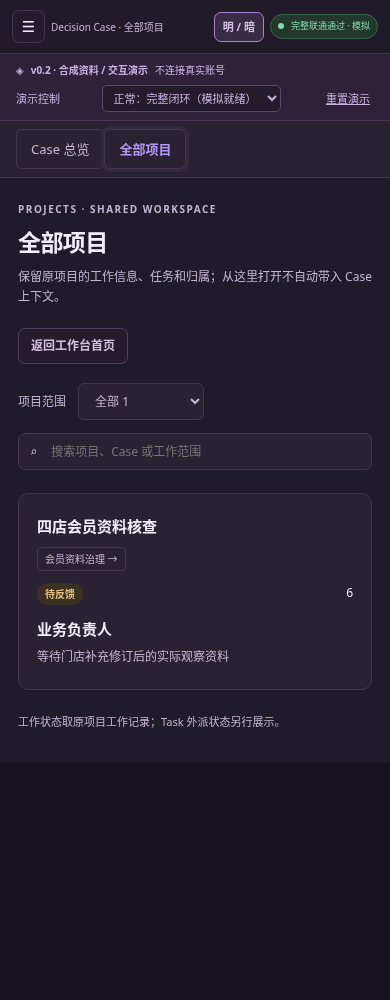 ☰ Decision Case · 全部项目 明 / 暗 完整联通通过 · 模拟
◈ v0.2 · 合成资料 / 交互演示 不连接真实账号
演示控制 正常：完整闭环（模拟就绪） 重置演示
Case 总览 全部项目
PROJECTS · SHARED WORKSPACE
全部项目
保留原项目的工作信息、任务和归属；从这里打开不自动带入 Case
上下文。
返回工作台首页
项目范围 全部 1
搜索项目、Case 或工作范围
四店会员资料核查
会员资料治理 →
待反馈 6
业务负责人
等待门店补充修订后的实际观察资料
工作状态取原项目工作记录；Task 外派状态另行展示。